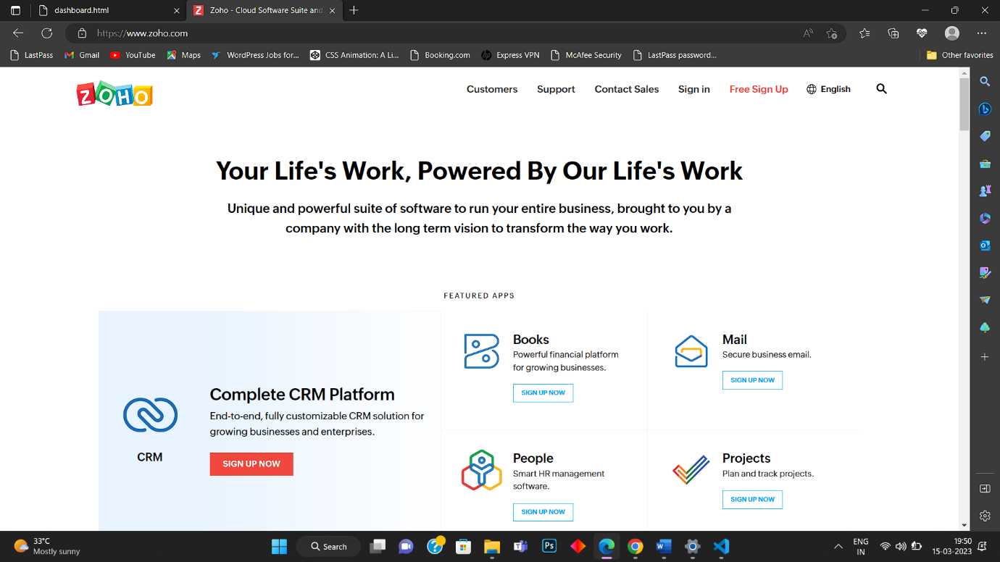 dashboard.html
Zoho - Cloud Software Suite and
https://www.zoho.com
LastPass
Gmail
YouTube
Maps
WordPress Jobs for...
CSS Animation: A Li...
Booking.com
Express VPN
McAfee Security
LastPass password...
Other favorites
ZOHO
Customers
Support
Contact Sales
Sign in
Free Sign Up
English
Your Life's Work, Powered By Our Life's Work
Unique and powerful suite of software to run your entire business, brought to you by a
company with the long term vision to transform the way you work.
FEATURED APPS
CRM
Complete CRM Platform
End-to-end, fully customizable CRM solution for
growing businesses and enterprises.
SIGN UP NOW
Books
Powerful financial platform
for growing businesses.
SIGN UP NOW
Mail
Secure business email.
SIGN UP NOW
People
Smart HR management
software.
SIGN UP NOW
Projects
Plan and track projects.
SIGN UP NOW
33°C
Mostly sunny
Search
Ps
ENG
IN
19:50
15-03-2023